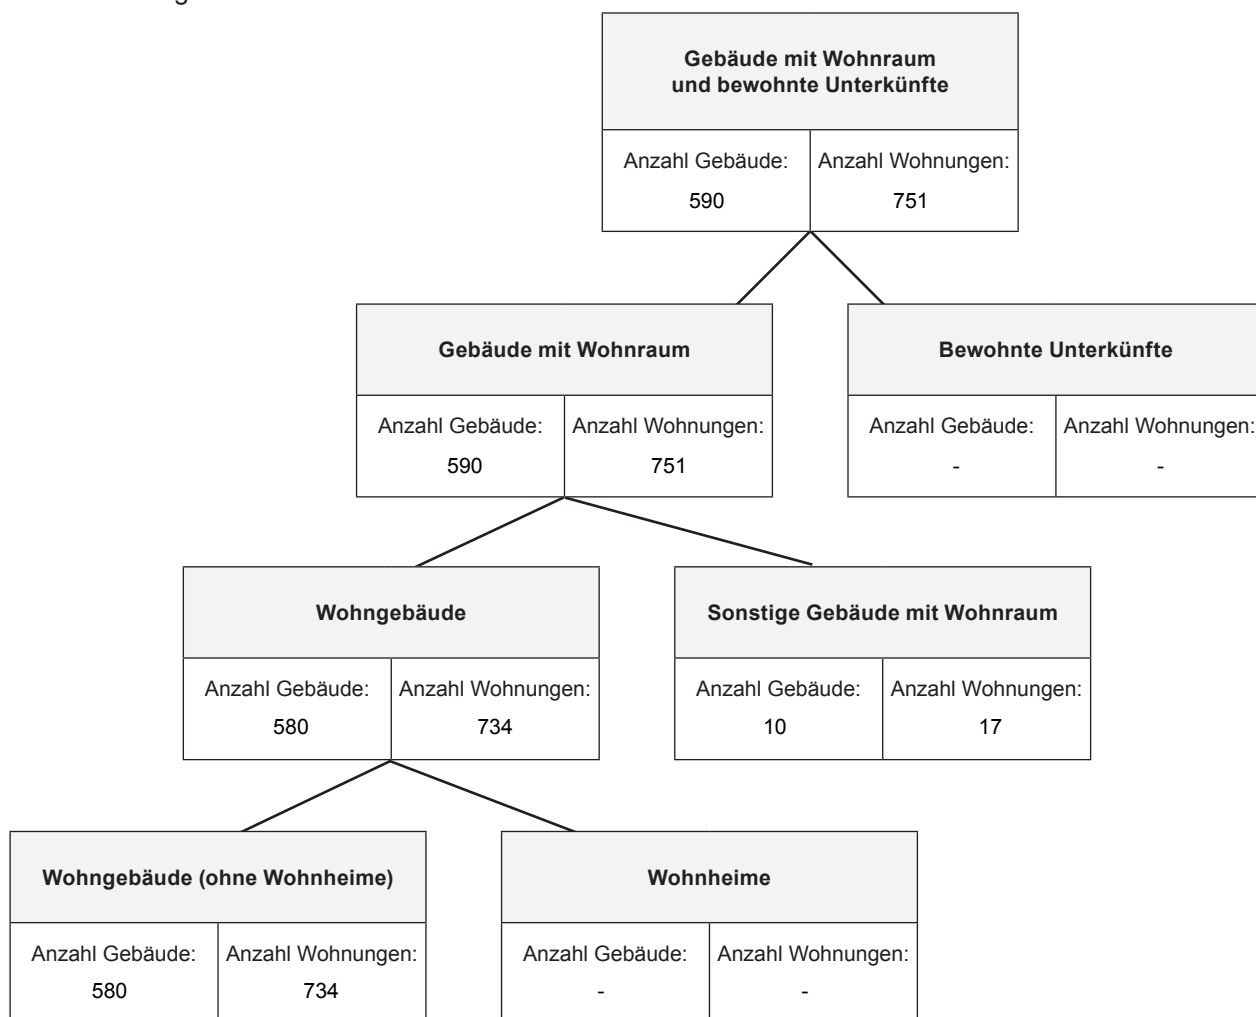 Gebäude mit Wohnraum
und bewohnte Unterkünfte
Anzahl Gebäude: Anzahl Wohnungen:
590 751
Gebäude mit Wohnraum
Bewohnte Unterkünfte
Anzahl Gebäude: Anzahl Wohnungen:
590 751
Anzahl Gebäude: Anzahl Wohnungen:
- -
Wohngebäude
Sonstige Gebäude mit Wohnraum
Anzahl Gebäude: Anzahl Wohnungen:
580 734
Anzahl Gebäude: Anzahl Wohnungen:
10 17
Wohngebäude (ohne Wohnheime)
Wohnheime
Anzahl Gebäude: Anzahl Wohnungen:
580 734
Anzahl Gebäude: Anzahl Wohnungen:
- -